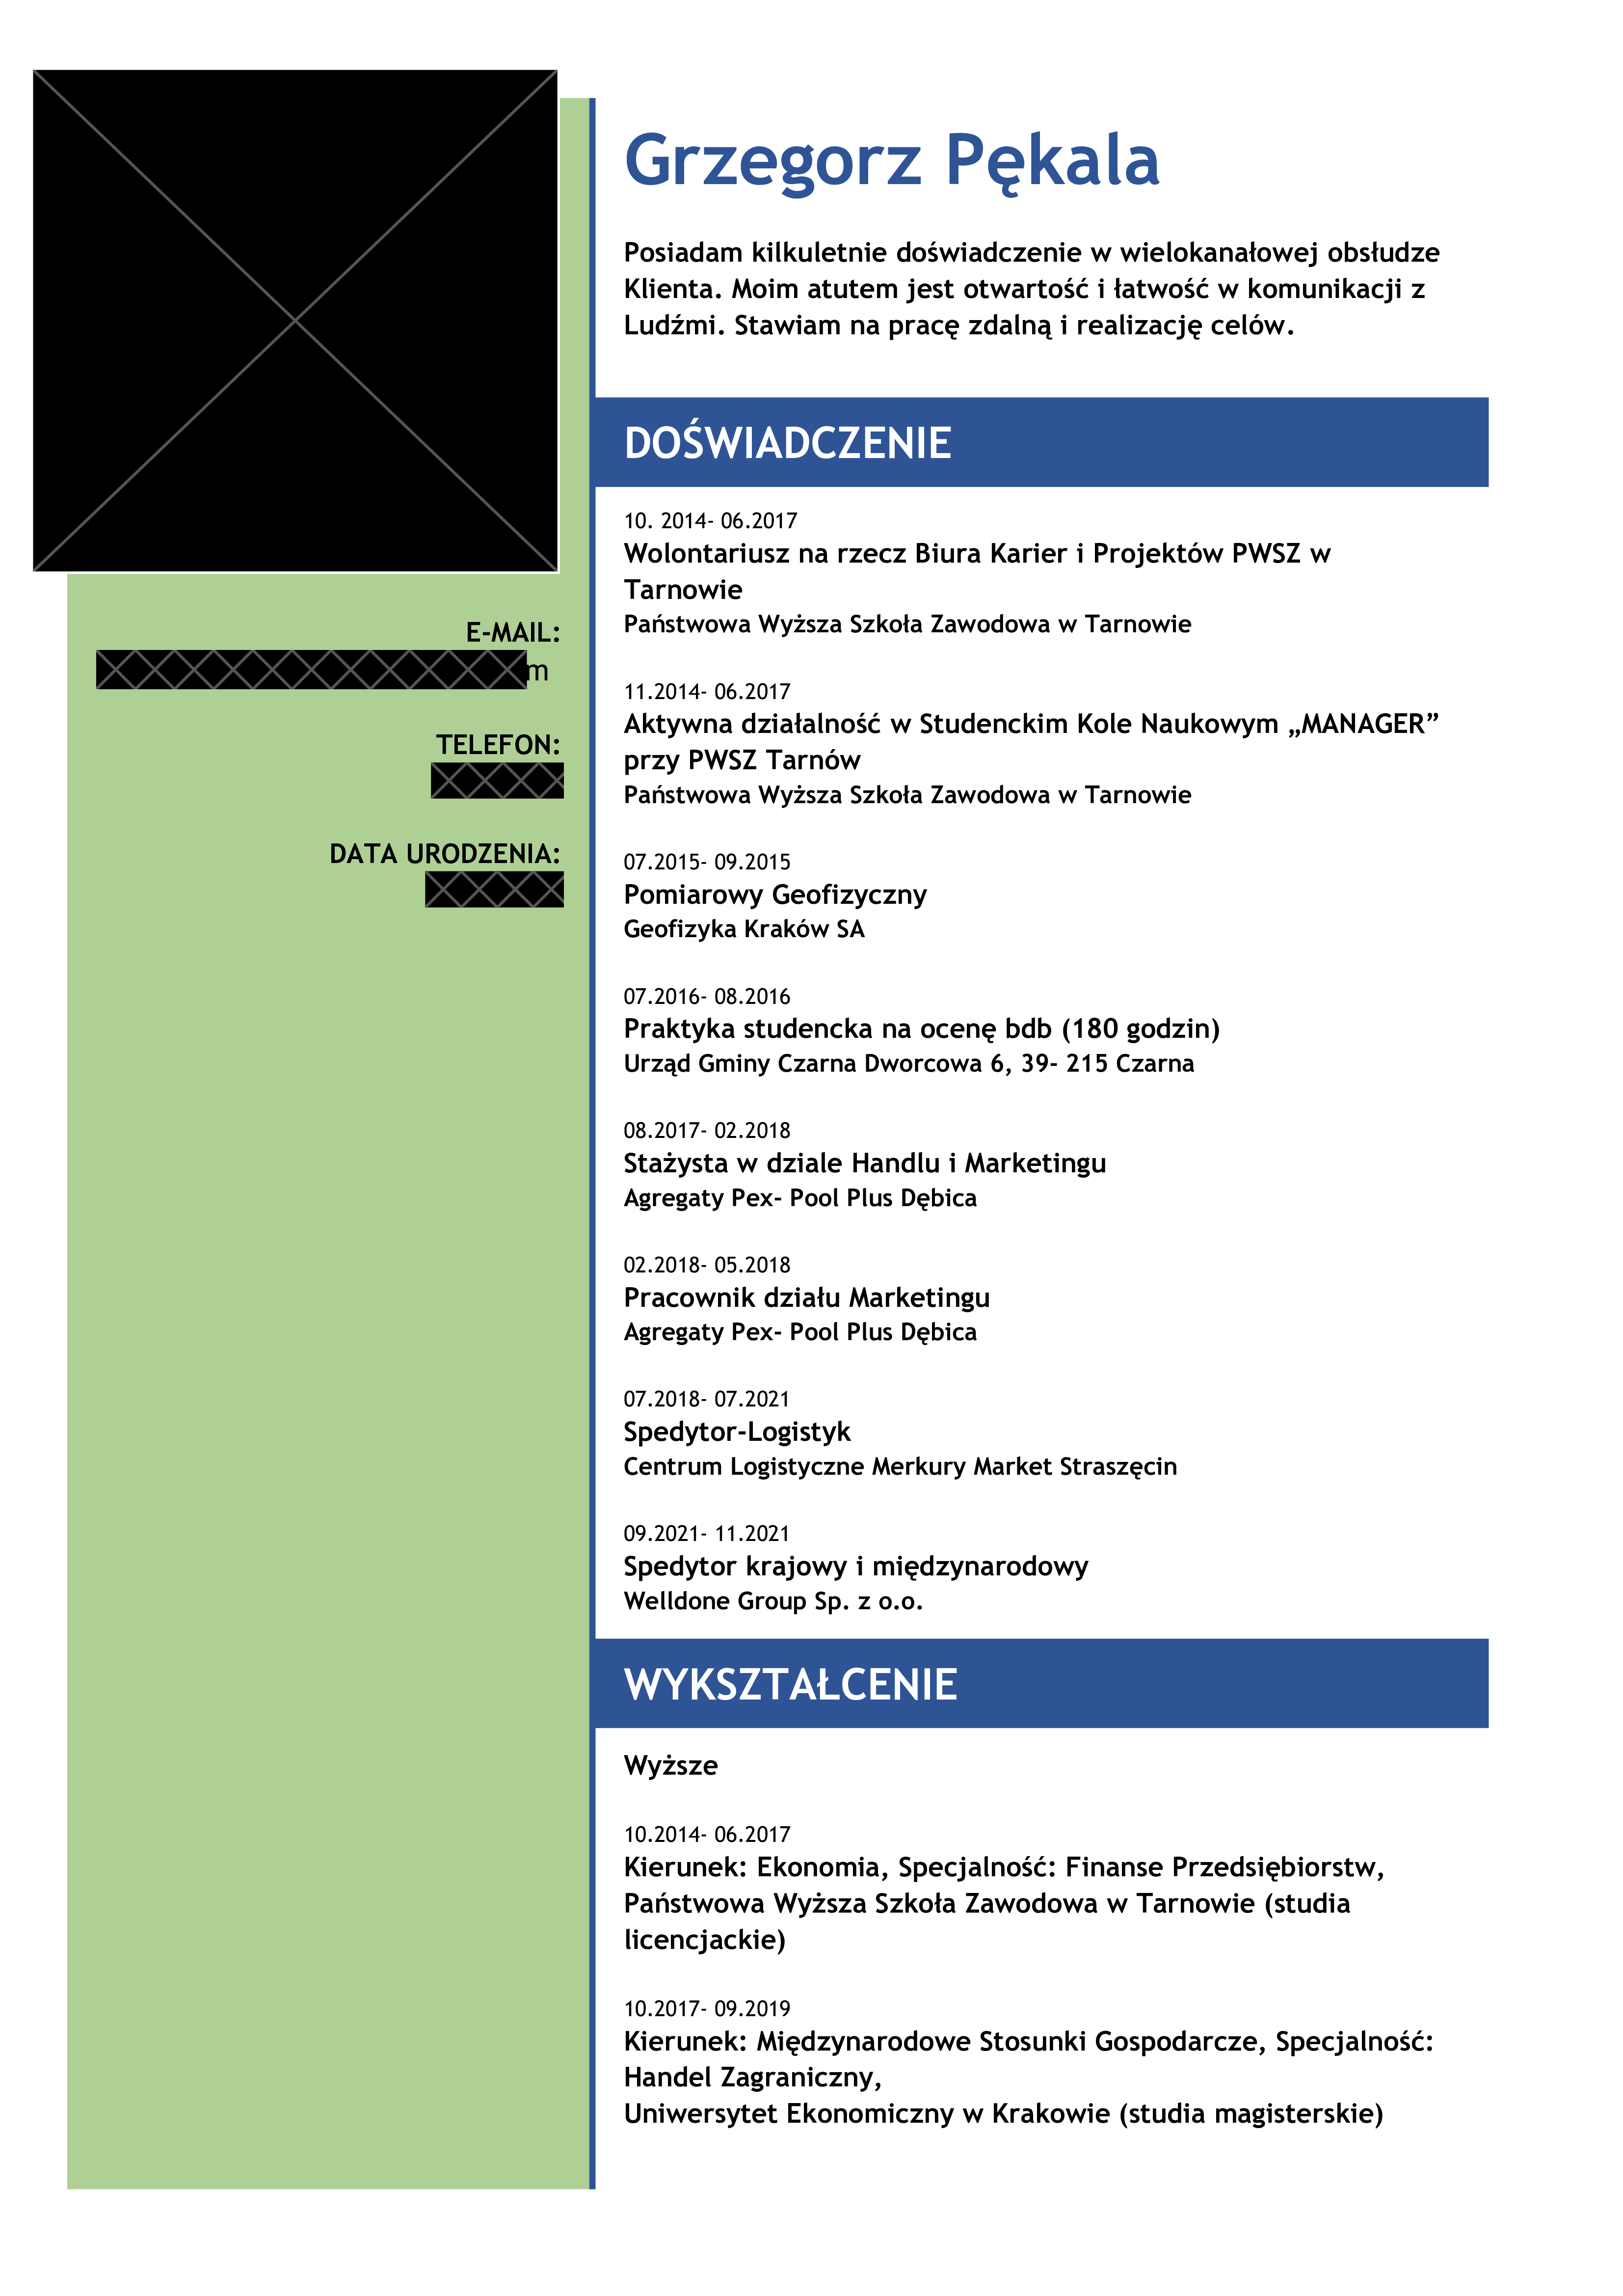 Grzegorz Pękala
Posiadam kilkuletnie doświadczenie w wielokanałowej obsłudze
Klienta. Moim atutem jest otwartość i łatwość w komunikacji z
Ludźmi. Stawiam na pracę zdalną i realizację celów.
E-MAIL:
m
TELEFON:
DATA URODZENIA:
DOŚWIADCZENIE
10. 2014- 06.2017
Wolontariusz na rzecz Biura Karier i Projektów PWSZ w
Tarnowie
Państwowa Wyższa Szkoła Zawodowa w Tarnowie
11.2014- 06.2017
Aktywna działalność w Studenckim Kole Naukowym „MANAGER”
przy PWSZ Tarnów
Państwowa Wyższa Szkoła Zawodowa w Tarnowie
07.2015- 09.2015
Pomiarowy Geofizyczny
Geofizyka Kraków SA
07.2016- 08.2016
Praktyka studencka na ocenę bdb (180 godzin)
Urząd Gminy Czarna Dworcowa 6, 39- 215 Czarna
08.2017- 02.2018
Stażysta w dziale Handlu i Marketingu
Agregaty Pex- Pool Plus Dębica
02.2018- 05.2018
Pracownik działu Marketingu
Agregaty Pex- Pool Plus Dębica
07.2018- 07.2021
Spedytor-Logistyk
Centrum Logistyczne Merkury Market Straszęcin
09.2021- 11.2021
Spedytor krajowy i międzynarodowy
Welldone Group Sp. z o.o.
WYKSZTAŁCENIE
Wyższe
10.2014- 06.2017
Kierunek: Ekonomia, Specjalność: Finanse Przedsiębiorstw,
Państwowa Wyższa Szkoła Zawodowa w Tarnowie (studia
licencjackie)
10.2017- 09.2019
Kierunek: Międzynarodowe Stosunki Gospodarcze, Specjalność:
Handel Zagraniczny,
Uniwersytet Ekonomiczny w Krakowie (studia magisterskie)